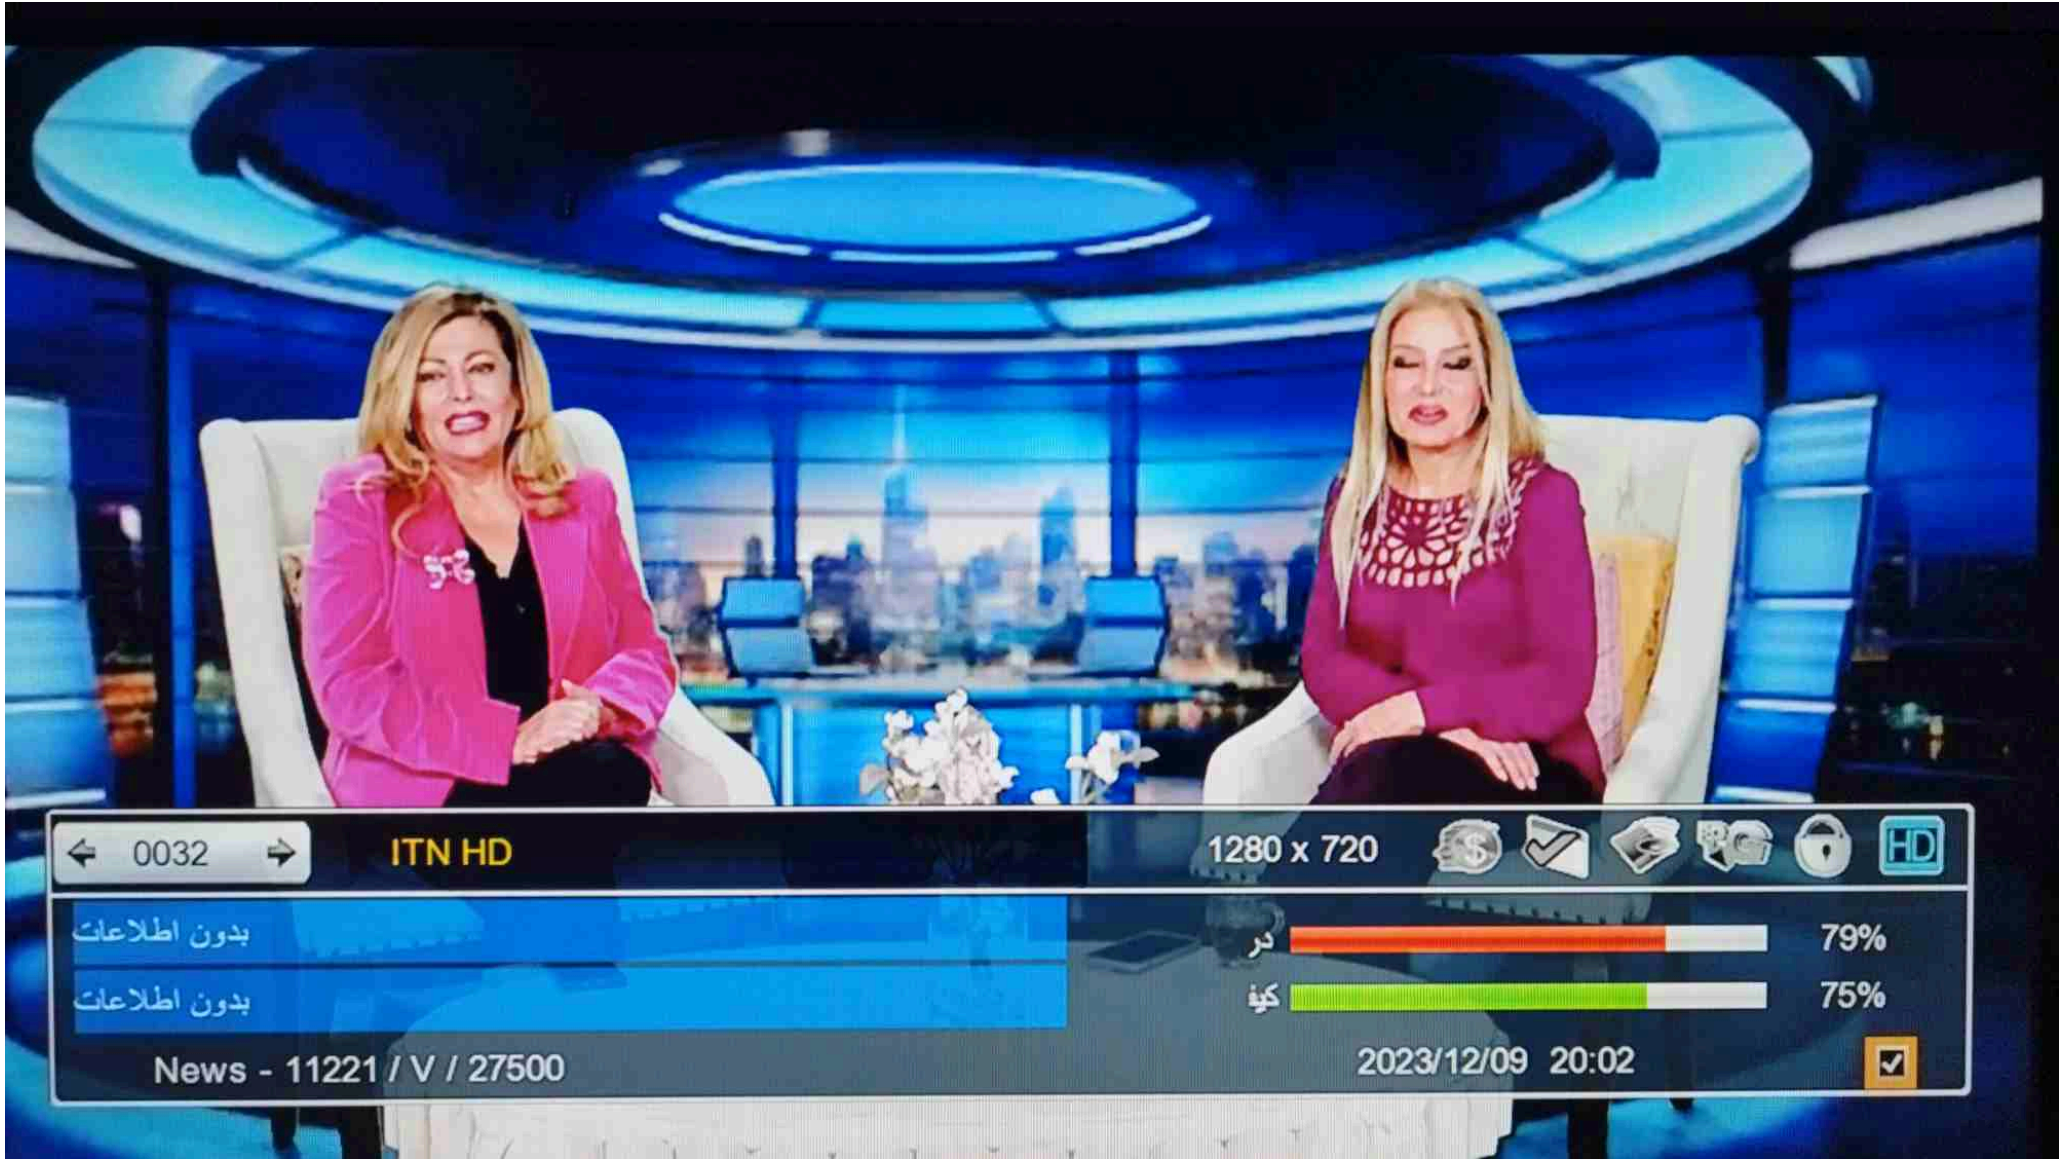 0032
ITN HD
1280 x 720
HD
بدون اطلاعات
در
79%
بدون اطلاعات
كيف
75%
News - 11221 / V / 27500
2023/12/09 20:02